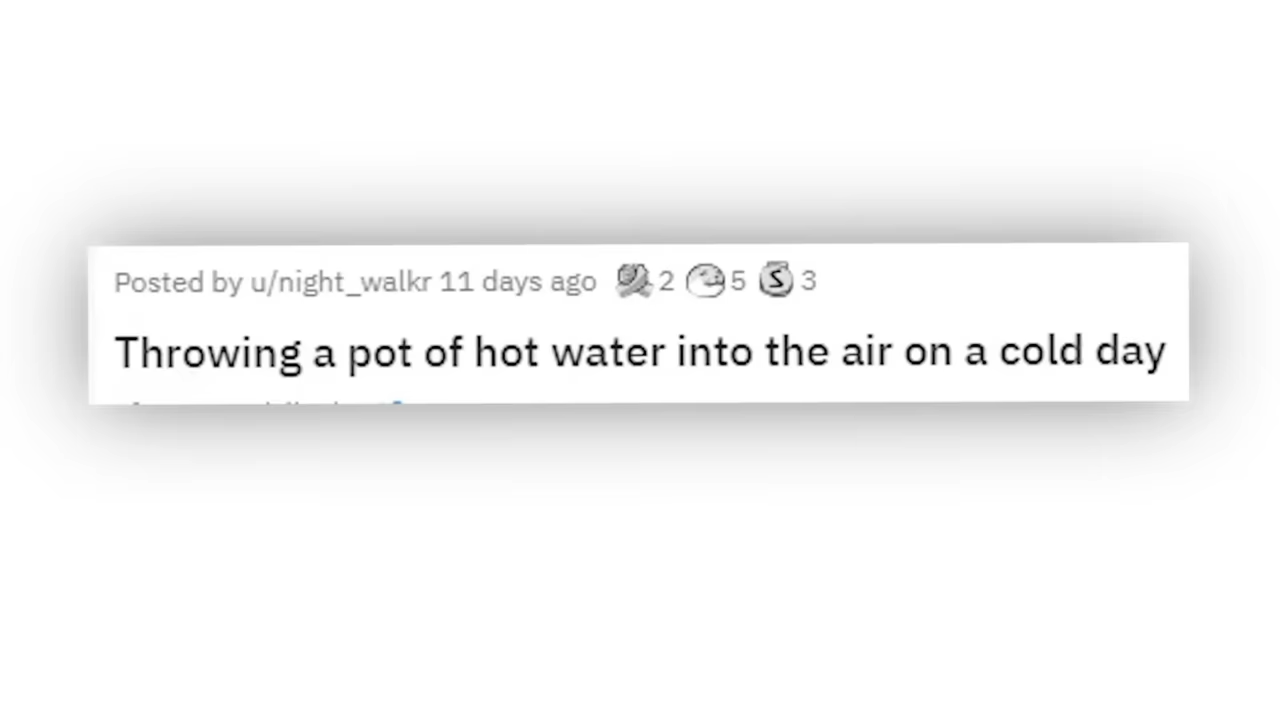 Posted by u/night_walkr 11 days ago 2 5 3
Throwing a pot of hot water into the air on a cold day